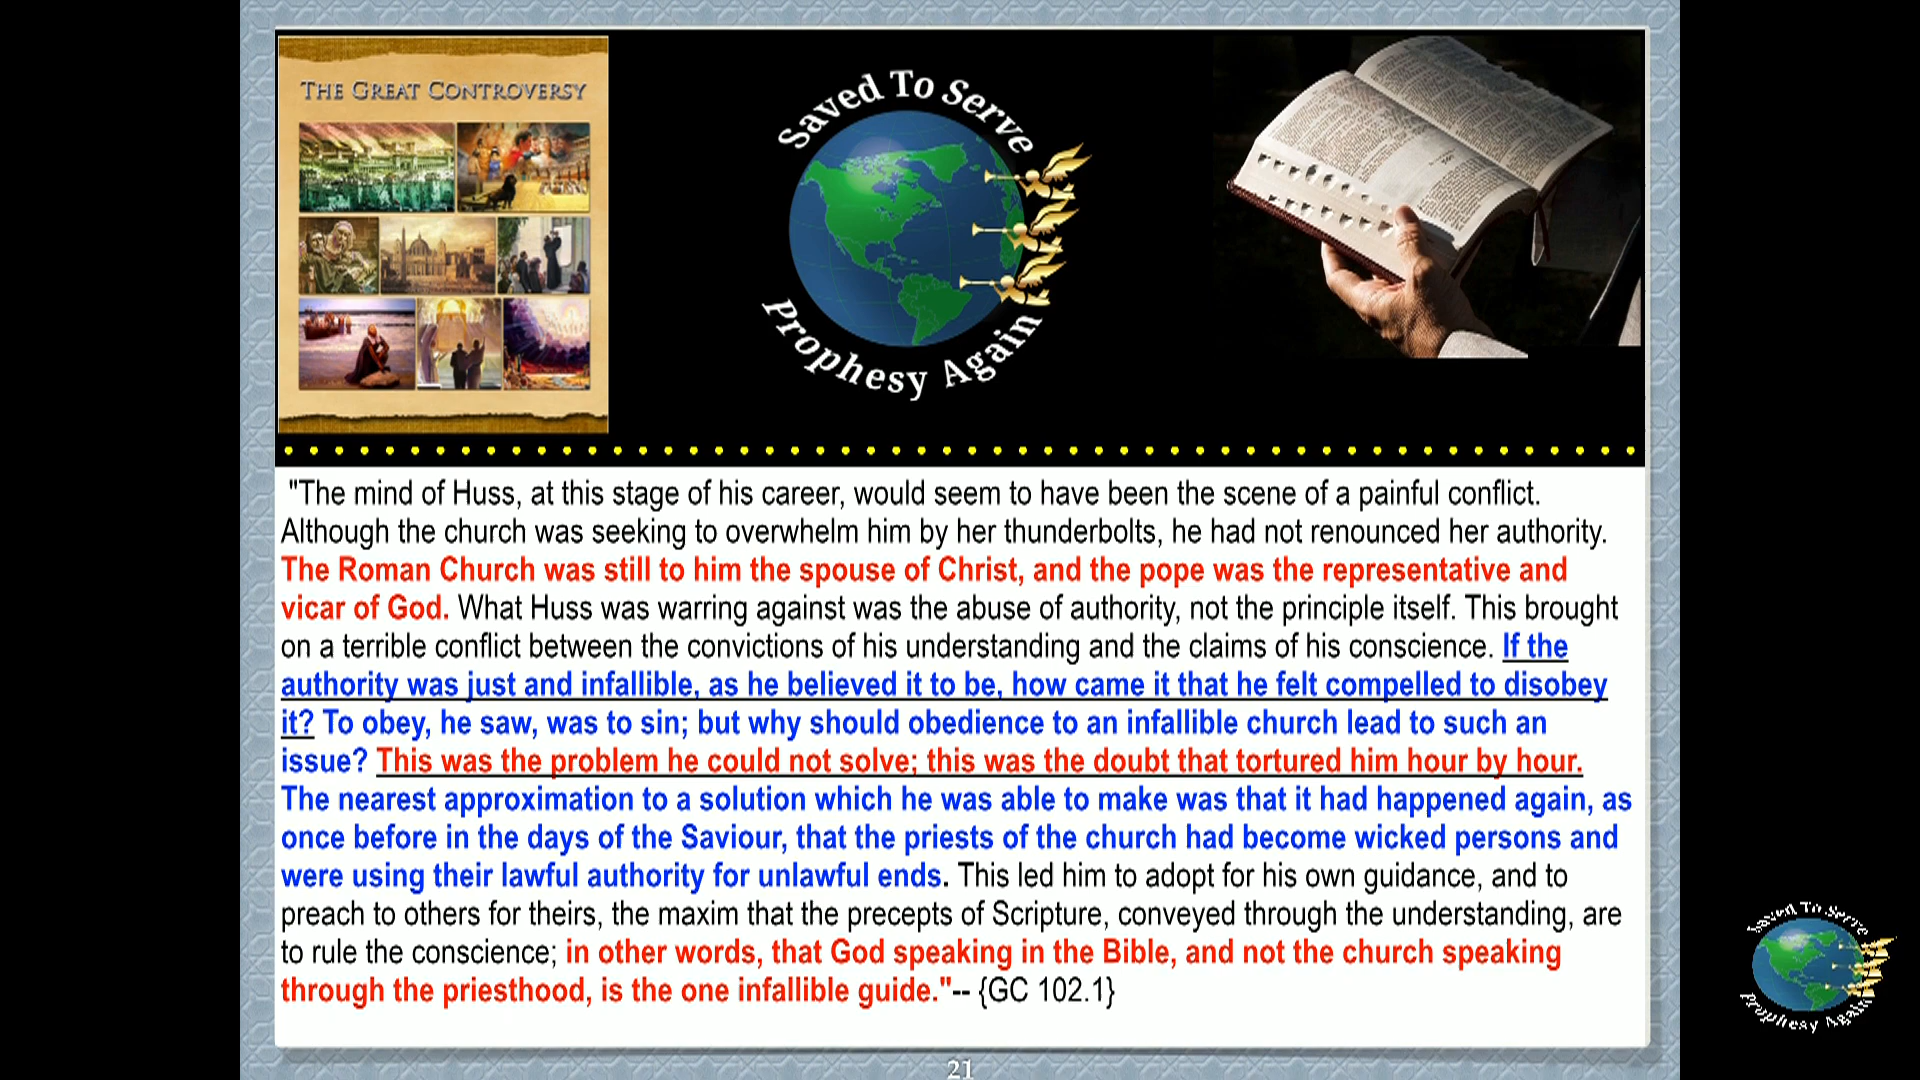 THE GREAT CONTROVERSY
Saved To Serve
Prophesy Again
"The mind of Huss, at this stage of his career, would seem to have been the scene of a painful conflict.
Although the church was seeking to overwhelm him by her thunderbolts, he had not renounced her authority.
The Roman Church was still to him the spouse of Christ, and the pope was the representative and
vicar of God. What Huss was warring against was the abuse of authority, not the principle itself. This brought
on a terrible conflict between the convictions of his understanding and the claims of his conscience. If the
authority was just and infallible, as he believed it to be, how came it that he felt compelled to disobey
it? To obey, he saw, was to sin; but why should obedience to an infallible church lead to such an
issue? This was the problem he could not solve; this was the doubt that tortured him hour by hour.
The nearest approximation to a solution which he was able to make was that it had happened again, as
once before in the days of the Saviour, that the priests of the church had become wicked persons and
were using their lawful authority for unlawful ends. This led him to adopt for his own guidance, and to
preach to others for theirs, the maxim that the precepts of Scripture, conveyed through the understanding, are
to rule the conscience; in other words, that God speaking in the Bible, and not the church speaking
through the priesthood, is the one infallible guide."-- {GC 102.1}
Saved To Serve
Prophesy Again
21